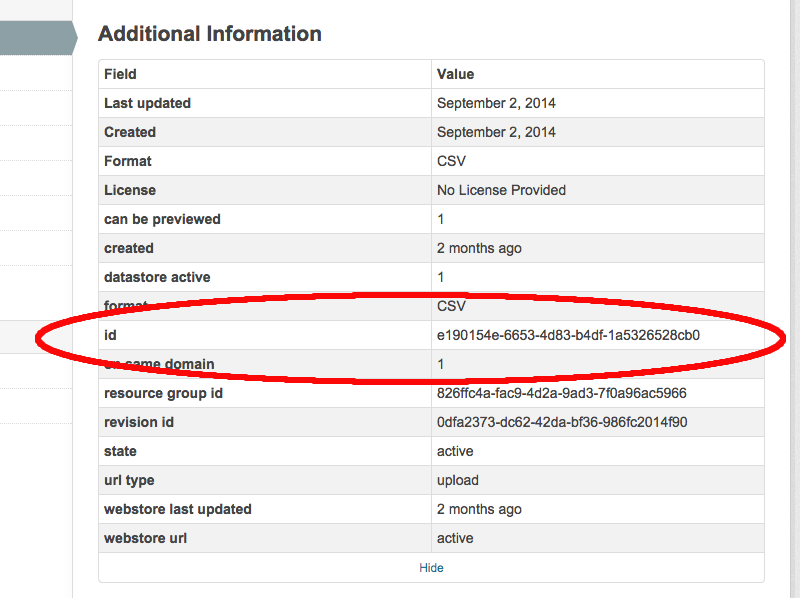 Additional Information
Field Value
Last updated September 2, 2014
Created September 2, 2014
Format CSV
License No License Provided
can be previewed 1
created 2 months ago
datastore active 1
format CSV
id e190154e-6653-4d83-b4df-1a5326528cb0
on same domain 1
resource group id 826ffc4a-fac9-4d2a-9ad3-7f0a96ac5966
revision id 0dfa2373-dc62-42da-bf36-986fc2014f90
state active
url type upload
webstore last updated 2 months ago
webstore url active
Hide